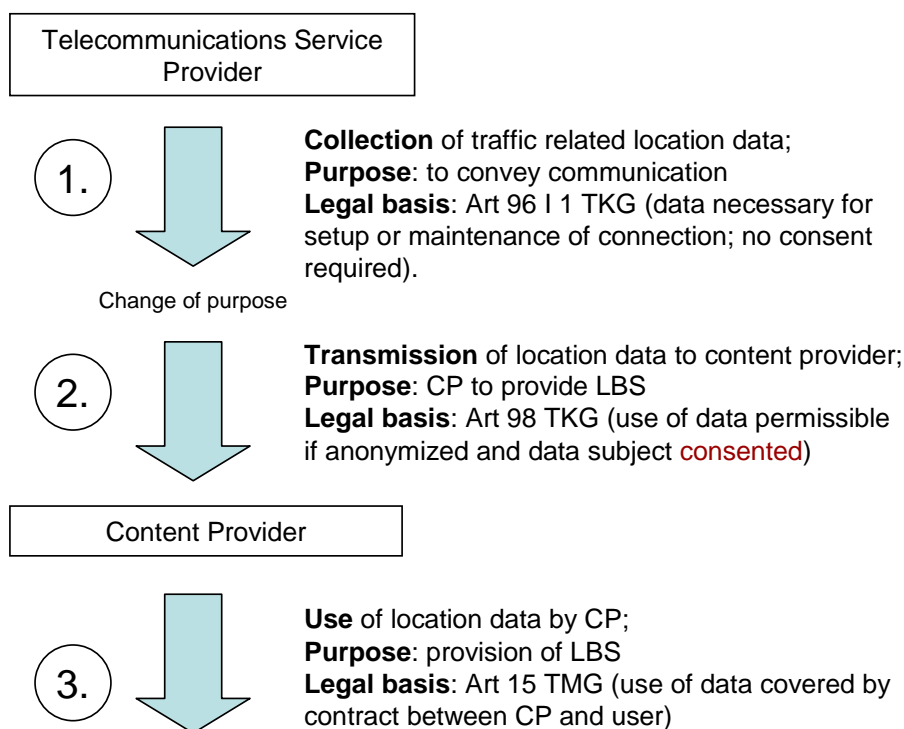 Telecommunications Service
Provider
1.
Collection of traffic related location data;
Purpose: to convey communication
Legal basis: Art 96 I 1 TKG (data necessary for
setup or maintenance of connection; no consent
required).
Change of purpose
2.
Transmission of location data to content provider;
Purpose: CP to provide LBS
Legal basis: Art 98 TKG (use of data permissible
if anonymized and data subject consented)
Content Provider
3.
Use of location data by CP;
Purpose: provision of LBS
Legal basis: Art 15 TMG (use of data covered by
contract between CP and user)